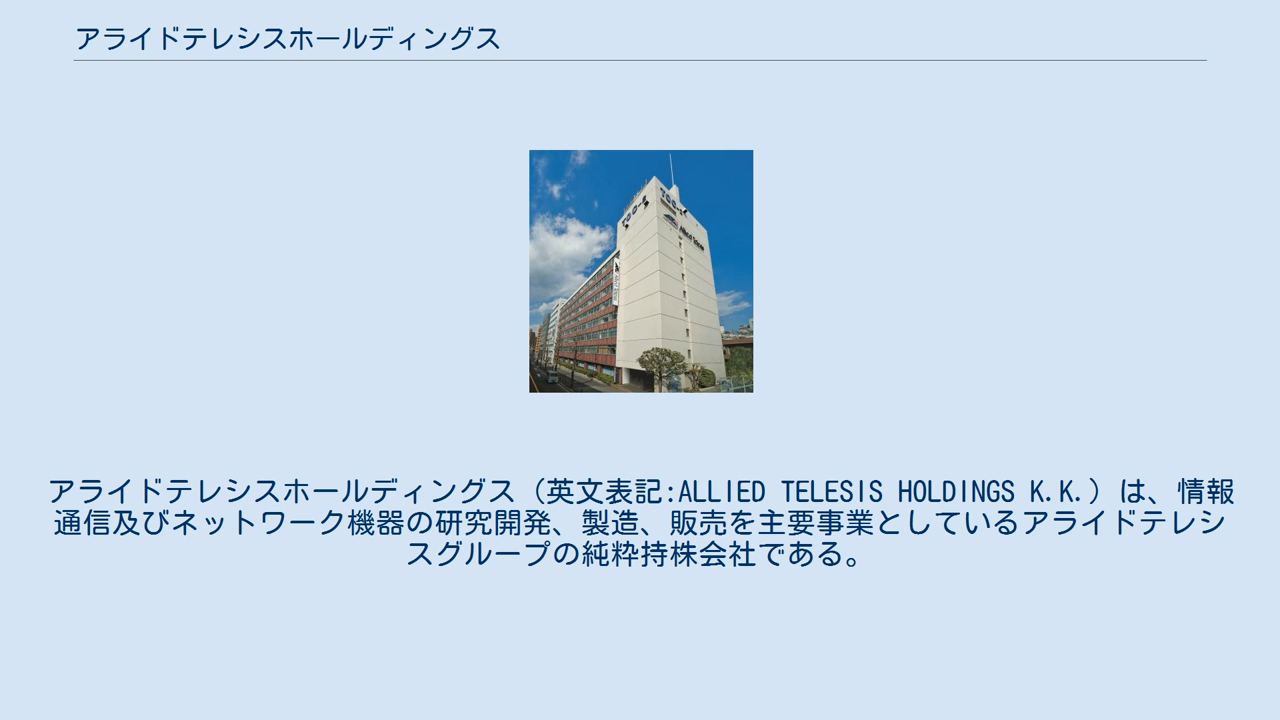 アライドテレシスホールディングス
アライドテレシスホールディングス（英文表記:ALLIED TELESIS HOLDINGS K.K.）は、情報
通信及びネットワーク機器の研究開発、製造、販売を主要事業としているアライドテレシ
スグループの純粋持株会社である。